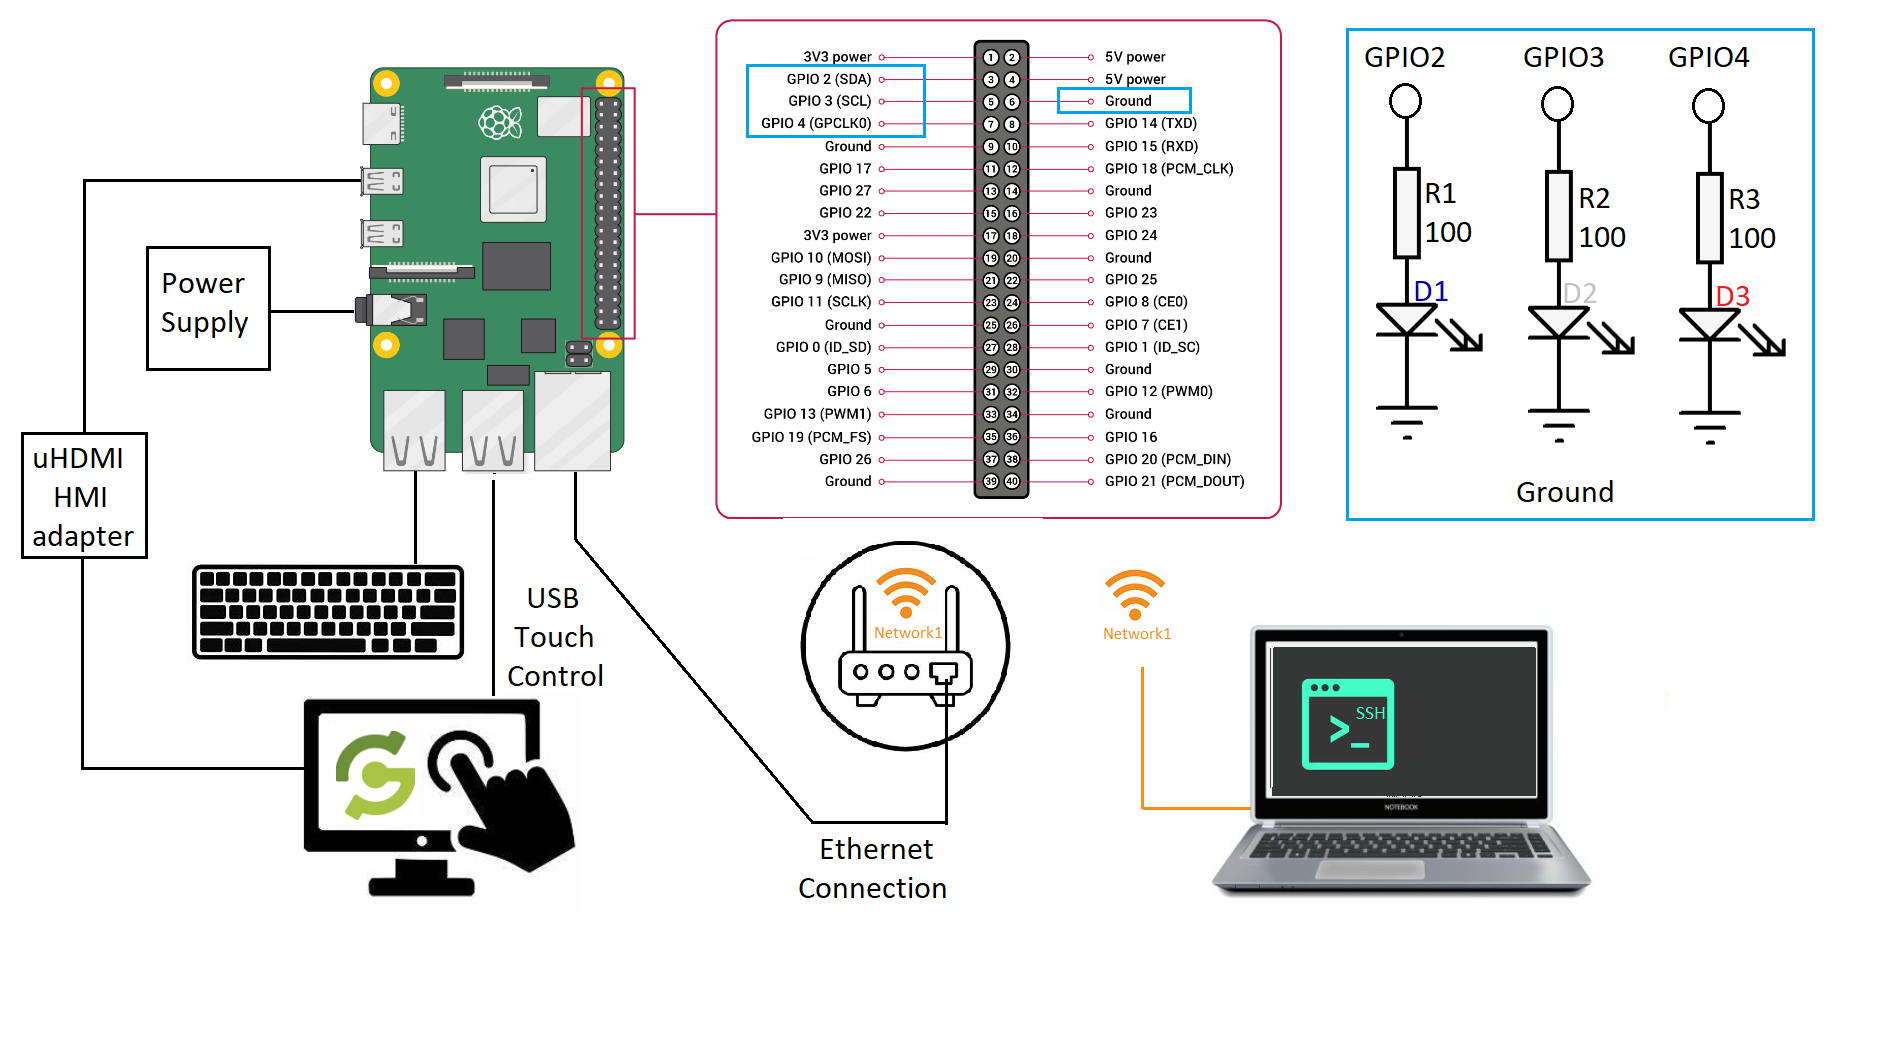 3V3 power 1 2 5V power
GPIO 2 (SDA) 3 4 5V power
GPIO 3 (SCL) 5 6 Ground
GPIO 4 (GPCLK0) 7 8 GPIO 14 (TXD)
Ground 9 10 GPIO 15 (RXD)
GPIO 17 11 12 GPIO 18 (PCM_CLK)
GPIO 27 13 14 Ground
GPIO 22 15 16 GPIO 23
3V3 power 17 18 GPIO 24
GPIO 10 (MOSI) 19 20 Ground
GPIO 9 (MISO) 21 22 GPIO 25
GPIO 11 (SCLK) 23 24 GPIO 8 (CE0)
Ground 25 26 GPIO 7 (CE1)
GPIO 0 (ID_SD) 27 28 GPIO 1 (ID_SC)
GPIO 5 29 30 Ground
GPIO 6 31 32 GPIO 12 (PWM0)
GPIO 13 (PWM1) 33 34 Ground
GPIO 19 (PCM_FS) 35 36 GPIO 16
GPIO 26 37 38 GPIO 20 (PCM_DIN)
Ground 39 40 GPIO 21 (PCM_DOUT)
GPIO2 GPIO3 GPIO4
R1 R2 R3
100 100 100
D1 D2 D3
Ground
Power
Supply
uHDMI
HMI
adapter
USB
Touch
Control
Network1
Network1
Ethernet
Connection
SSH
>_
NOTEBOOK